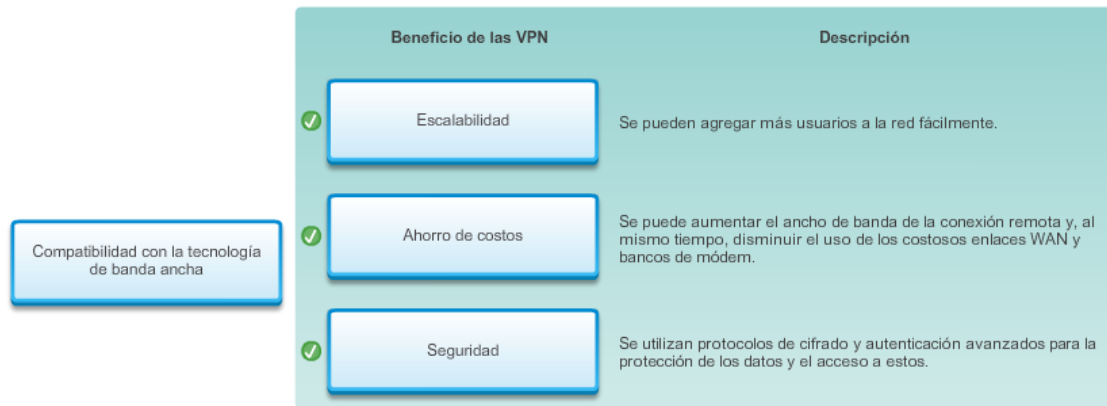 Beneficio de las VPN
Descripción
Escalabilidad
Se pueden agregar más usuarios a la red fácilmente.
Compatibilidad con la tecnología
de banda ancha
Ahorro de costos
Se puede aumentar el ancho de banda de la conexión remota y, al
mismo tiempo, disminuir el uso de los costosos enlaces WAN y
bancos de módem.
Seguridad
Se utilizan protocolos de cifrado y autenticación avanzados para la
protección de los datos y el acceso a estos.